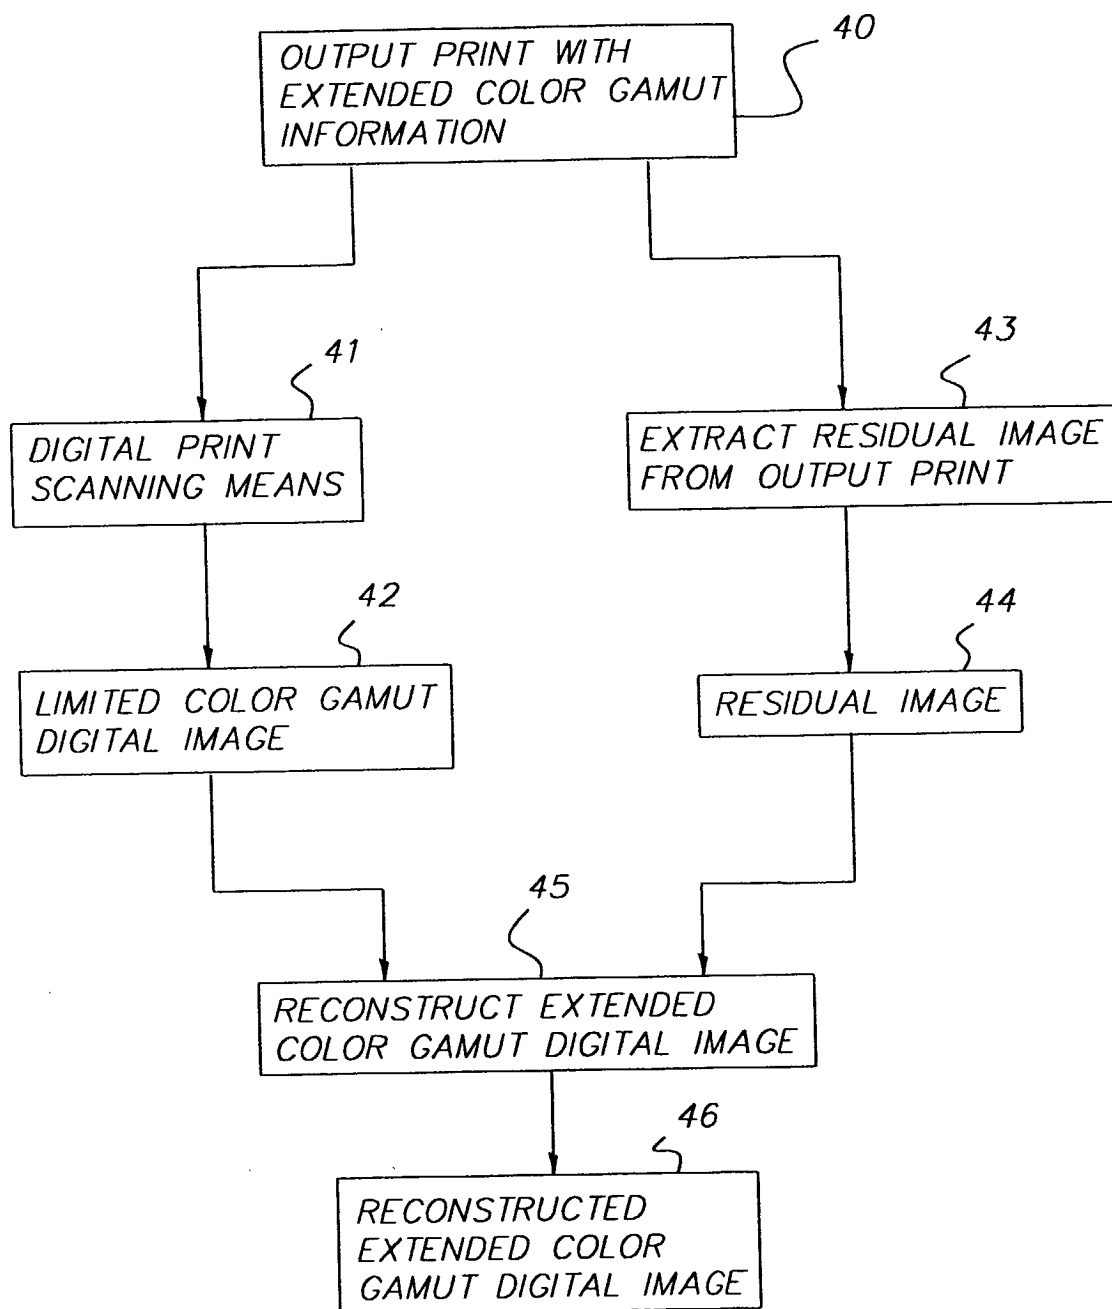 40
OUTPUT PRINT WITH
EXTENDED COLOR GAMUT
INFORMATION
41
DIGITAL PRINT
SCANNING MEANS
43
EXTRACT RESIDUAL IMAGE
FROM OUTPUT PRINT
42
LIMITED COLOR GAMUT
DIGITAL IMAGE
44
RESIDUAL IMAGE
45
RECONSTRUCT EXTENDED
COLOR GAMUT DIGITAL IMAGE
46
RECONSTRUCTED
EXTENDED COLOR
GAMUT DIGITAL IMAGE